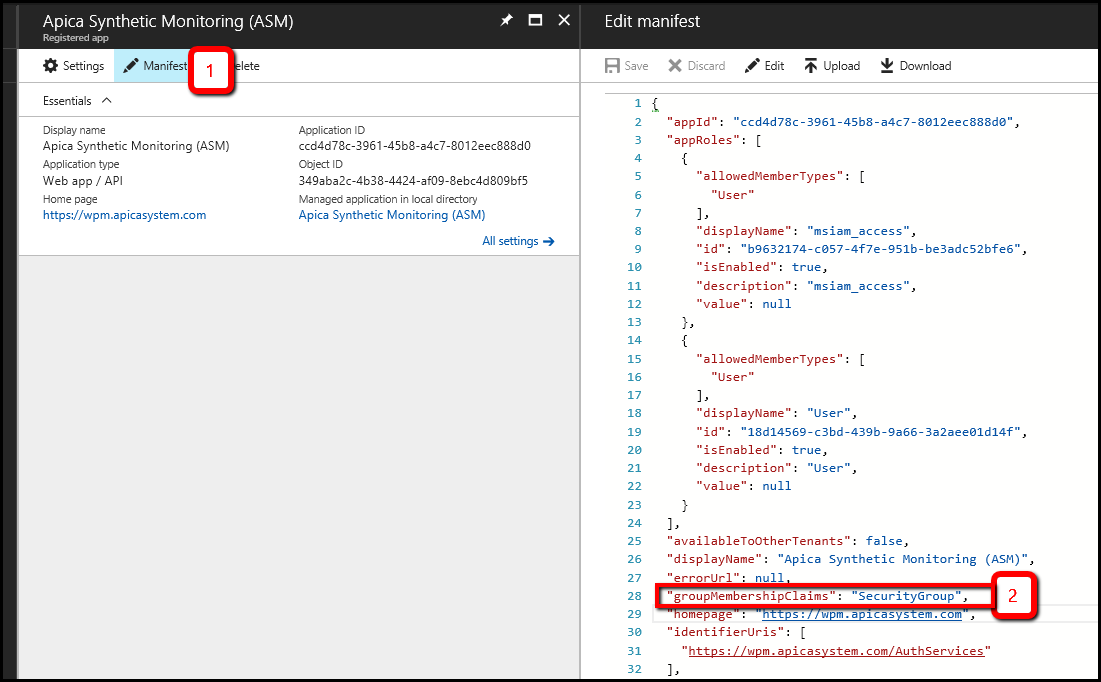 Apica Synthetic Monitoring (ASM)
Registered app
Settings
Manifest
1
elete
Essentials
Display name
Apica Synthetic Monitoring (ASM)
Application type
Web app / API
Home page
https://wpm.apicasystem.com
Application ID
ccd4d78c-3961-45b8-a4c7-8012eec888d0
Object ID
349aba2c-4b38-4424-af09-8ebc4d809bf5
Managed application in local directory
Apica Synthetic Monitoring (ASM)
All settings
Edit manifest
Save Discard Edit Upload Download
1 {
2 "appId": "ccd4d78c-3961-45b8-a4c7-8012eec888d0",
3 "appRoles": [
4 {
5 "allowedMemberTypes": [
6 "User"
7 ],
8 "displayName": "msiam_access",
9 "id": "b9632174-c057-4f7e-951b-be3adc52bfe6",
10 "isEnabled": true,
11 "description": "msiam_access",
12 "value": null
13 },
14 {
15 "allowedMemberTypes": [
16 "User"
17 ],
18 "displayName": "User",
19 "id": "18d14569-c3bd-439b-9a66-3a2aee01d14f",
20 "isEnabled": true,
21 "description": "User",
22 "value": null
23 }
24 ],
25 "availableToOtherTenants": false,
26 "displayName": "Apica Synthetic Monitoring (ASM)",
27 "errorUrl": null,
28 "groupMembershipClaims": "SecurityGroup",
2
29 "homepage": "https://wpm.apicasystem.com",
30 "identifierUris": [
31 "https://wpm.apicasystem.com/AuthServices"
32 ],